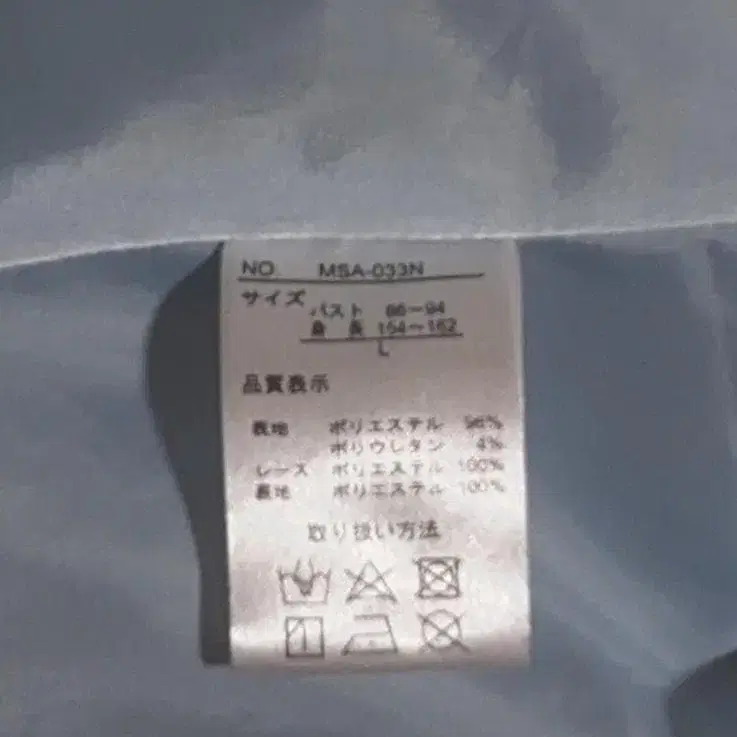 NO. MSA-033N
サイズ
バスト 86－94
身長 154～162
L
品質表示
表地 ポリエステル 96%
ポリウレタン 4%
レース ポリエステル 100%
裏地 ポリエステル 100%
取り扱い方法